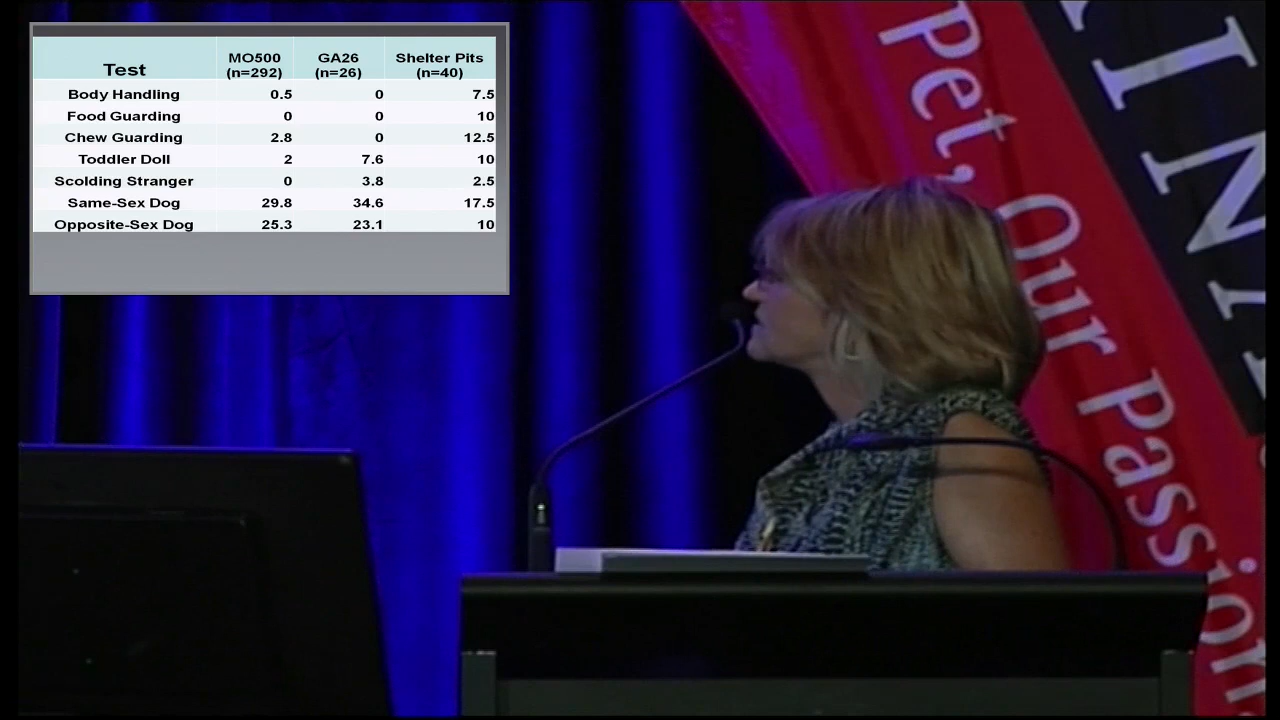 Test MO500 (n=292) GA26 (n=26) Shelter Pits (n=40)
Body Handling 0.5 0 7.5
Food Guarding 0 0 10
Chew Guarding 2.8 0 12.5
Toddler Doll 2 7.6 10
Scolding Stranger 0 3.8 2.5
Same-Sex Dog 29.8 34.6 17.5
Opposite-Sex Dog 25.3 23.1 10
Pet, Our Passion